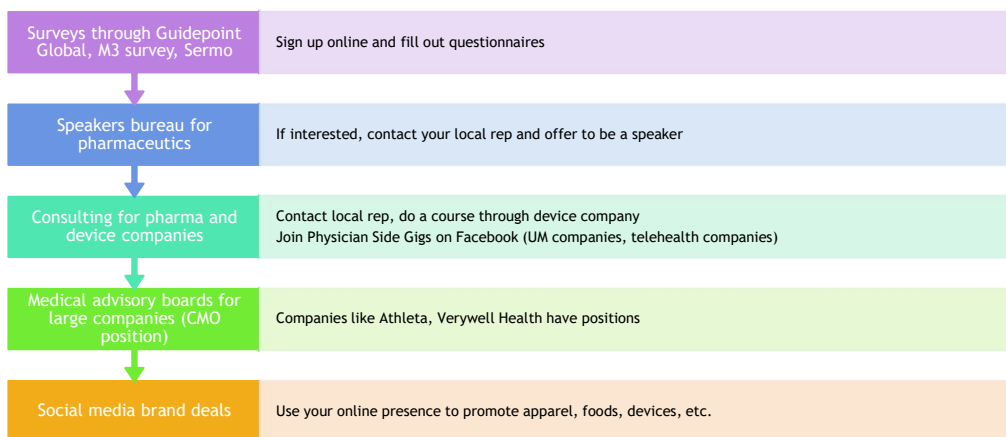 Surveys through Guidepoint
Global, M3 survey, Sermo
Sign up online and fill out questionnaires
Speakers bureau for
pharmaceutics
If interested, contact your local rep and offer to be a speaker
Consulting for pharma and
device companies
Contact local rep, do a course through device company
Join Physician Side Gigs on Facebook (UM companies, telehealth companies)
Medical advisory boards for
large companies (CMO
position)
Companies like Athleta, Verywell Health have positions
Social media brand deals
Use your online presence to promote apparel, foods, devices, etc.